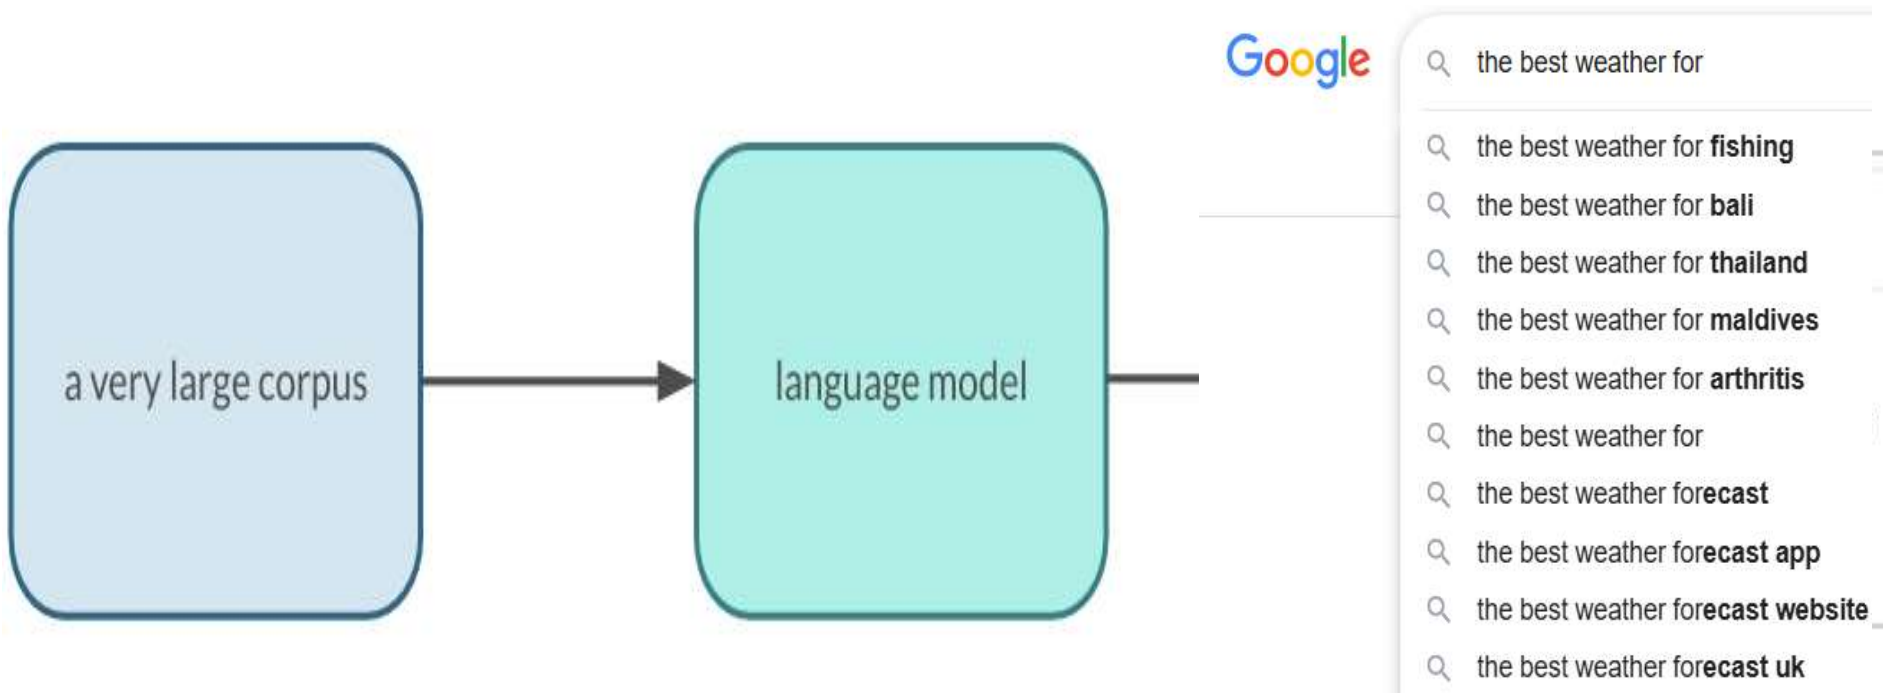 a very large corpus
language model
Google
the best weather for
the best weather for fishing
the best weather for bali
the best weather for thailand
the best weather for maldives
the best weather for arthritis
the best weather for
the best weather forecast
the best weather forecast app
the best weather forecast website
the best weather forecast uk